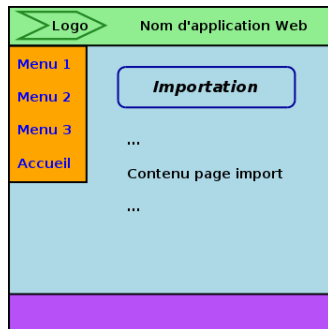 Logo
Nom d'application Web
Menu 1
Menu 2
Menu 3
Accueil
Importation
...
Contenu page import
...